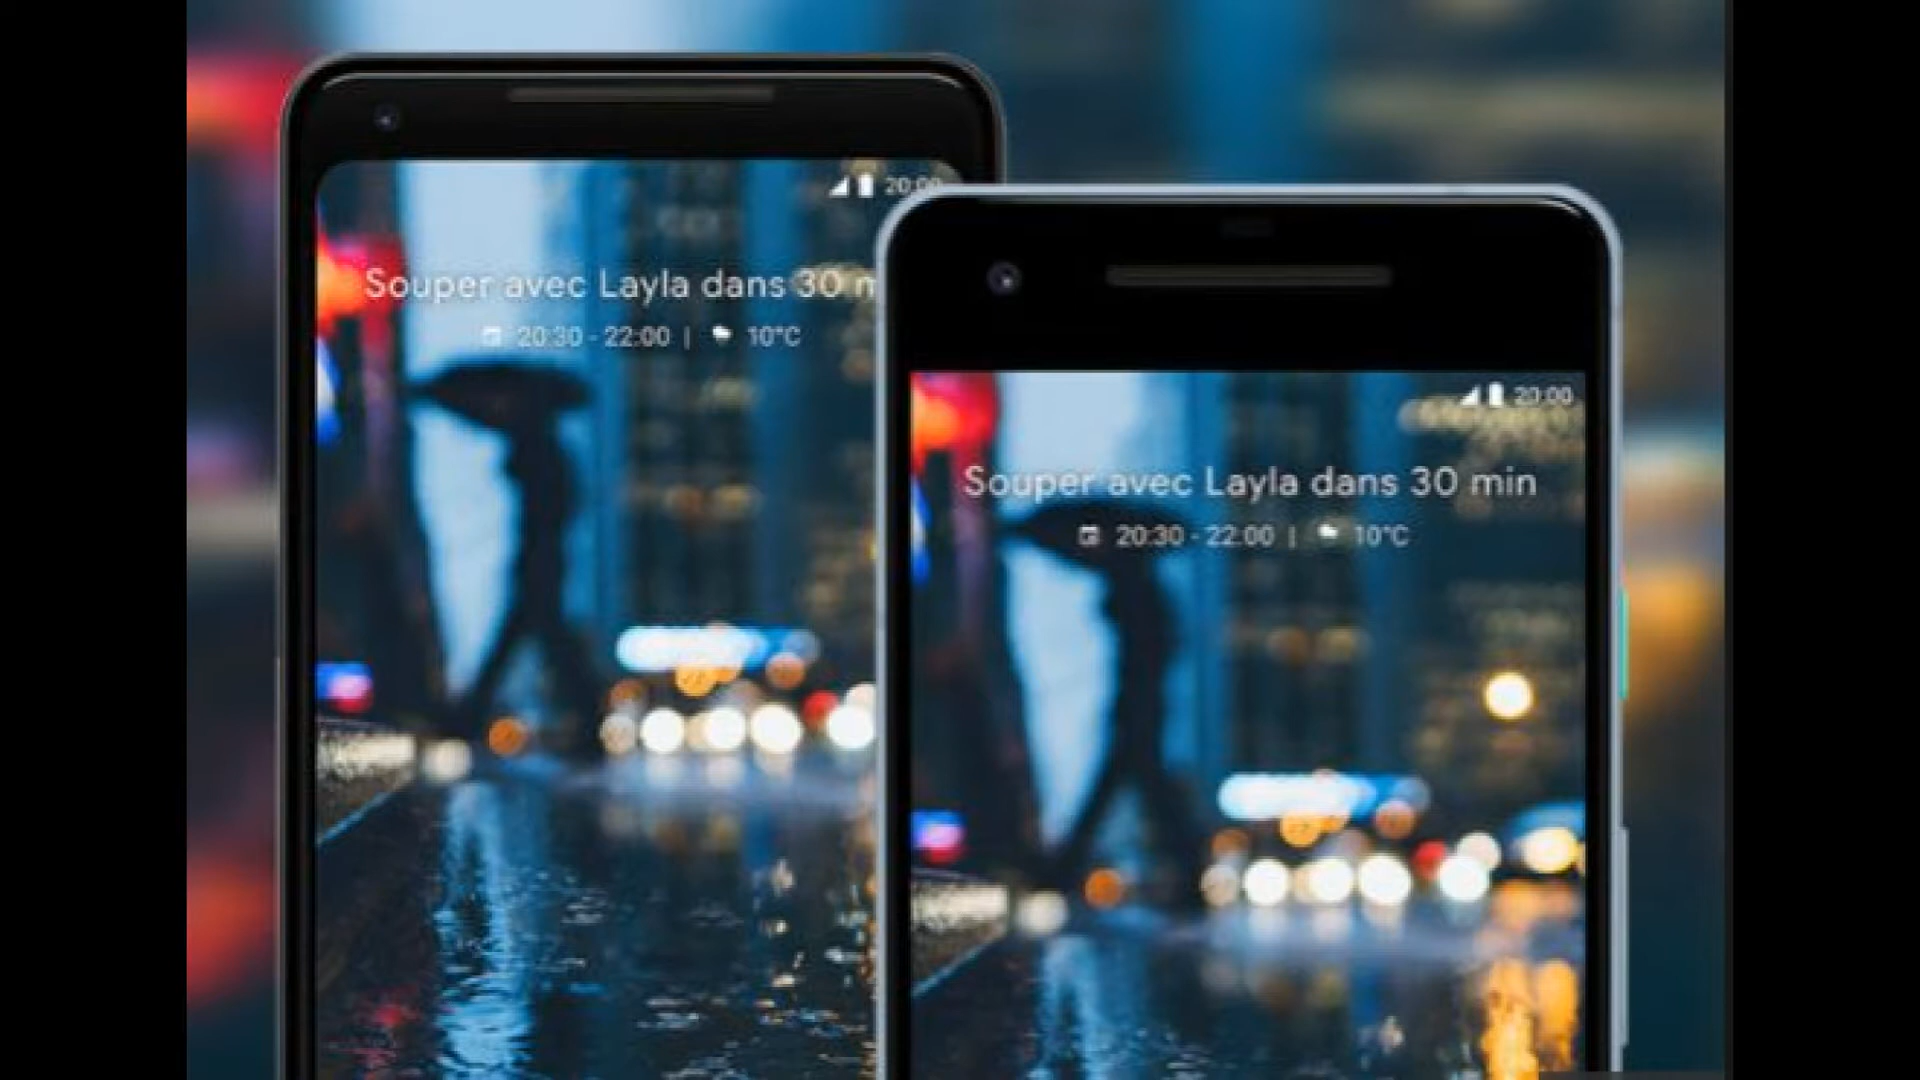 20:00
Souper avec Layla dans 30 m
20:30 - 22:00 | 10°C
20:00
Souper avec Layla dans 30 min
20:30 - 22:00 | 10°C